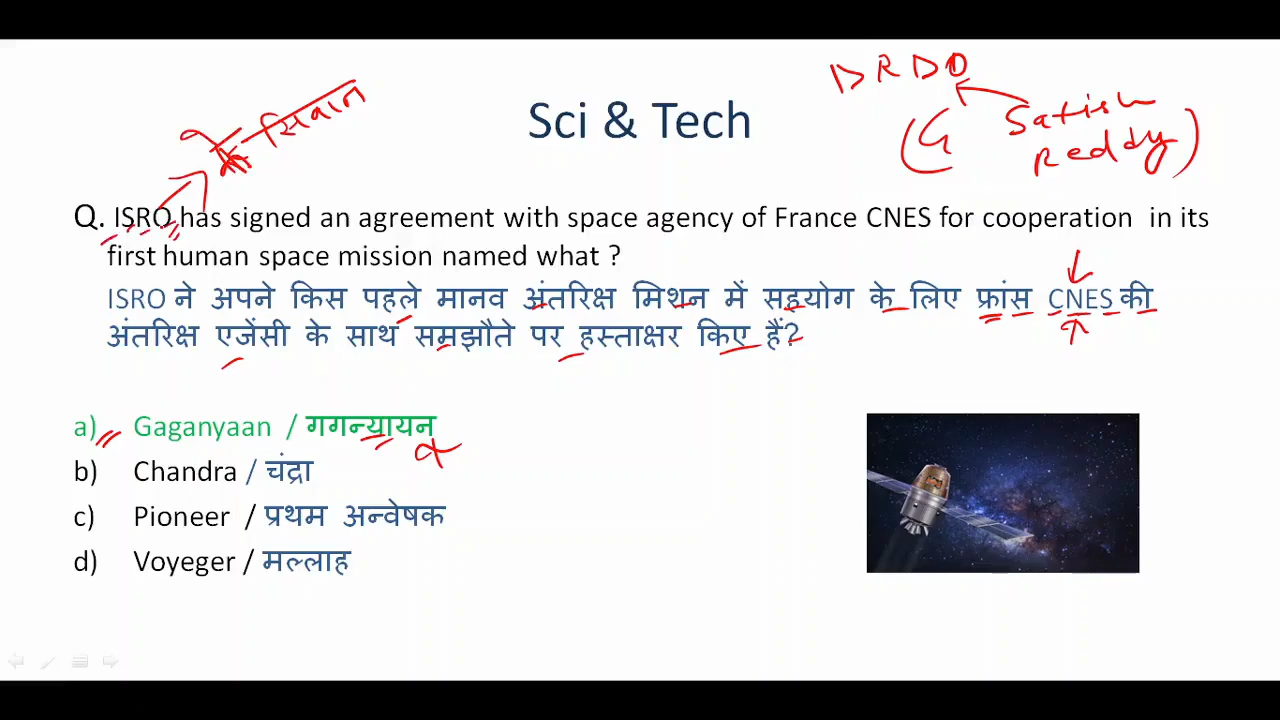 DRDO
Sci & Tech
(G Satish
Reddy)
के सिवान
Q. ISRO has signed an agreement with space agency of France CNES for cooperation in its
first human space mission named what ?
ISRO ने अपने किस पहले मानव अंतरिक्ष मिशन में सहयोग के लिए फ्रांस CNES की
अंतरिक्ष एजेंसी के साथ समझौते पर हस्ताक्षर किए हैं?
a) Gaganyaan / गगन्यायन
b) Chandra / चंद्रा
c) Pioneer / प्रथम अन्वेषक
d) Voyeger / मल्लाह